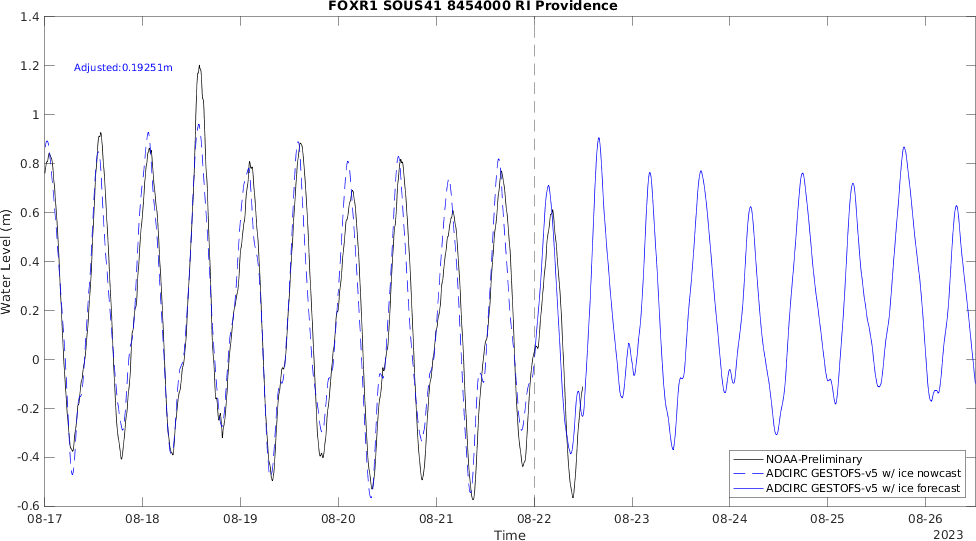 FOXR1 SOUS41 8454000 RI Providence
Adjusted:0.19251m
Water Level (m)
1.4
1.2
1
0.8
0.6
0.4
0.2
0
-0.2
-0.4
-0.6
NOAA-Preliminary
ADCIRC GESTOFS-v5 w/ ice nowcast
ADCIRC GESTOFS-v5 w/ ice forecast
08-17 08-18 08-19 08-20 08-21 08-22 08-23 08-24 08-25 08-26
Time
2023